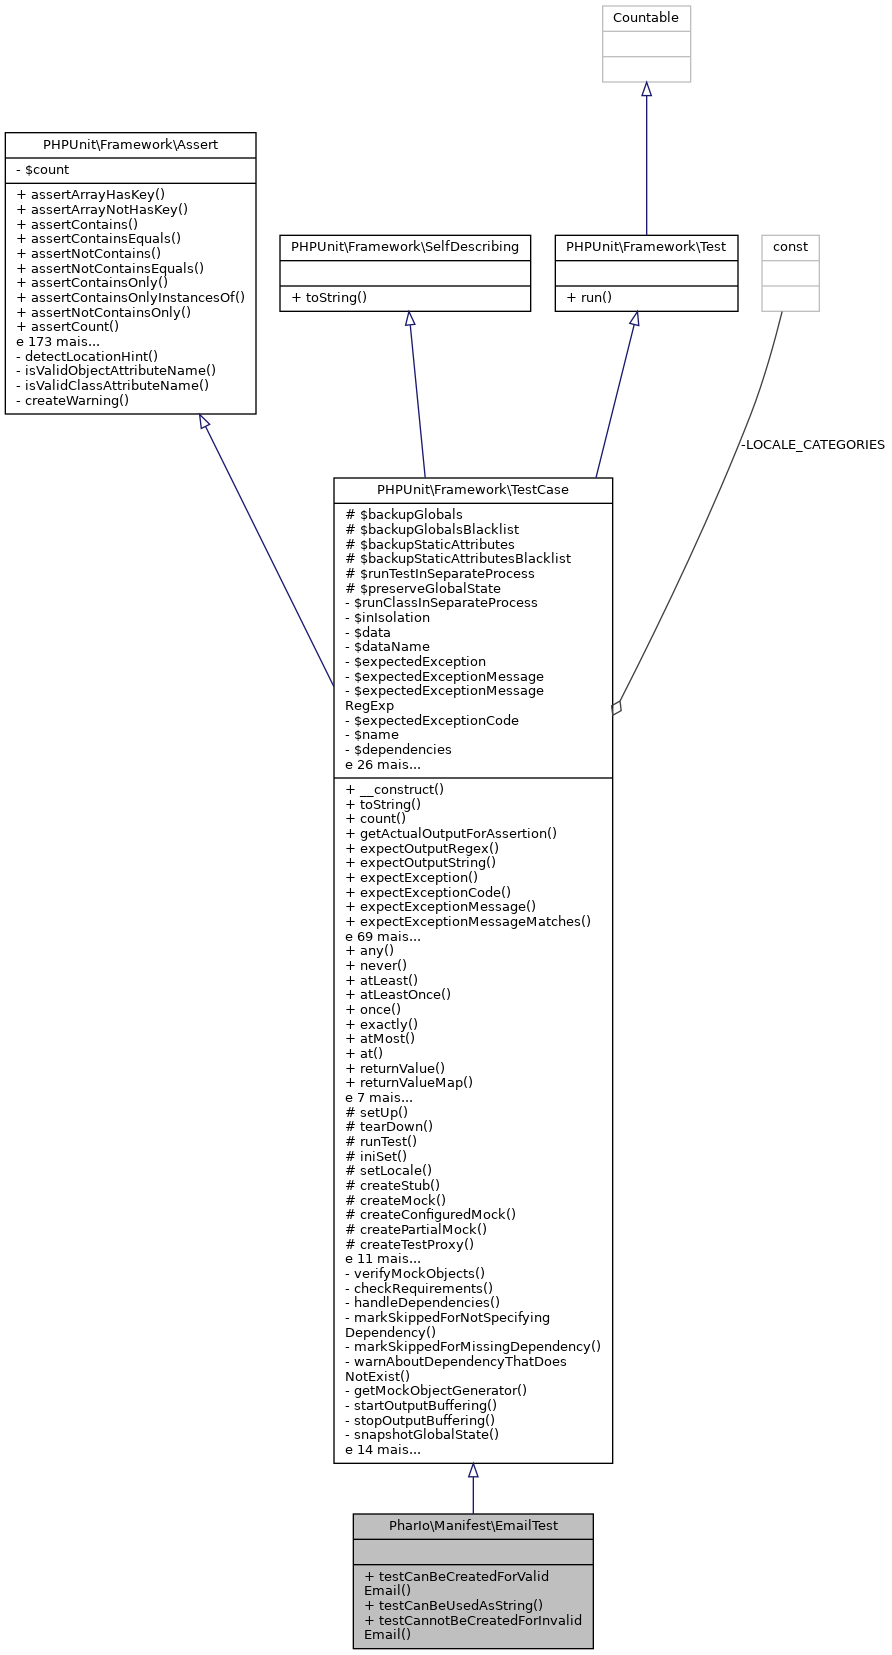 Countable
PHPUnit\Framework\Assert
- $count
+ assertArrayHasKey()
+ assertArrayNotHasKey()
+ assertContains()
+ assertContainsEquals()
+ assertNotContains()
+ assertNotContainsEquals()
+ assertContainsOnly()
+ assertContainsOnlyInstancesOf()
+ assertNotContainsOnly()
+ assertCount()
e 173 mais...
- detectLocationHint()
- isValidObjectAttributeName()
- isValidClassAttributeName()
- createWarning()
PHPUnit\Framework\SelfDescribing
+ toString()
PHPUnit\Framework\Test
+ run()
const
-LOCALE_CATEGORIES
PHPUnit\Framework\TestCase
# $backupGlobals
# $backupGlobalsBlacklist
# $backupStaticAttributes
# $backupStaticAttributesBlacklist
# $runTestInSeparateProcess
# $preserveGlobalState
- $runClassInSeparateProcess
- $inIsolation
- $data
- $dataName
- $expectedException
- $expectedExceptionMessage
- $expectedExceptionMessage
RegExp
- $expectedExceptionCode
- $name
- $dependencies
e 26 mais...
+ __construct()
+ toString()
+ count()
+ getActualOutputForAssertion()
+ expectOutputRegex()
+ expectOutputString()
+ expectException()
+ expectExceptionCode()
+ expectExceptionMessage()
+ expectExceptionMessageMatches()
e 69 mais...
+ any()
+ never()
+ atLeast()
+ atLeastOnce()
+ once()
+ exactly()
+ atMost()
+ at()
+ returnValue()
+ returnValueMap()
e 7 mais...
# setUp()
# tearDown()
# runTest()
# iniSet()
# setLocale()
# createStub()
# createMock()
# createConfiguredMock()
# createPartialMock()
# createTestProxy()
e 11 mais...
- verifyMockObjects()
- checkRequirements()
- handleDependencies()
- markSkippedForNotSpecifying
Dependency()
- markSkippedForMissingDependency()
- warnAboutDependencyThatDoes
NotExist()
- getMockObjectGenerator()
- startOutputBuffering()
- stopOutputBuffering()
- snapshotGlobalState()
e 14 mais...
PharIo\Manifest\EmailTest
+ testCanBeCreatedForValid
Email()
+ testCanBeUsedAsString()
+ testCannotBeCreatedForInvalid
Email()